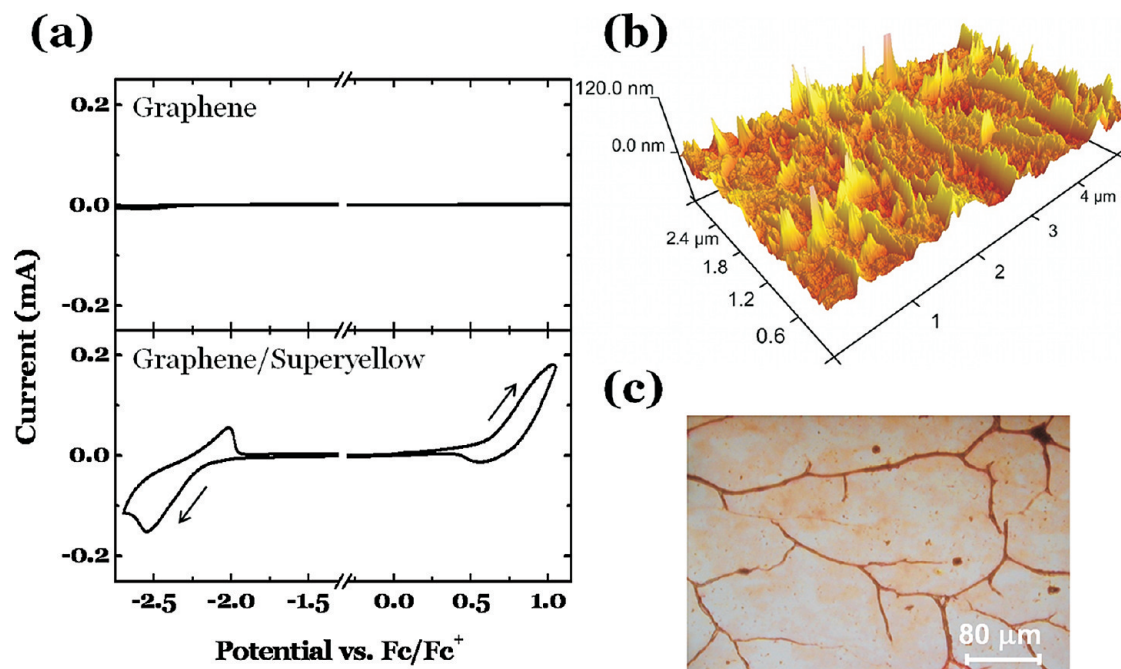 (a)
0.2
Graphene
0.0
-0.2
0.2
Graphene/Superyellow
0.0
-0.2
Current (mA)
-2.5 -2.0 -1.5 0.0 0.5 1.0
Potential vs. Fc/Fc⁺
(b)
120.0 nm
0.0 nm
2.4 µm
1.8
1.2
0.6
1
2
3
4 µm
(c)
80 µm